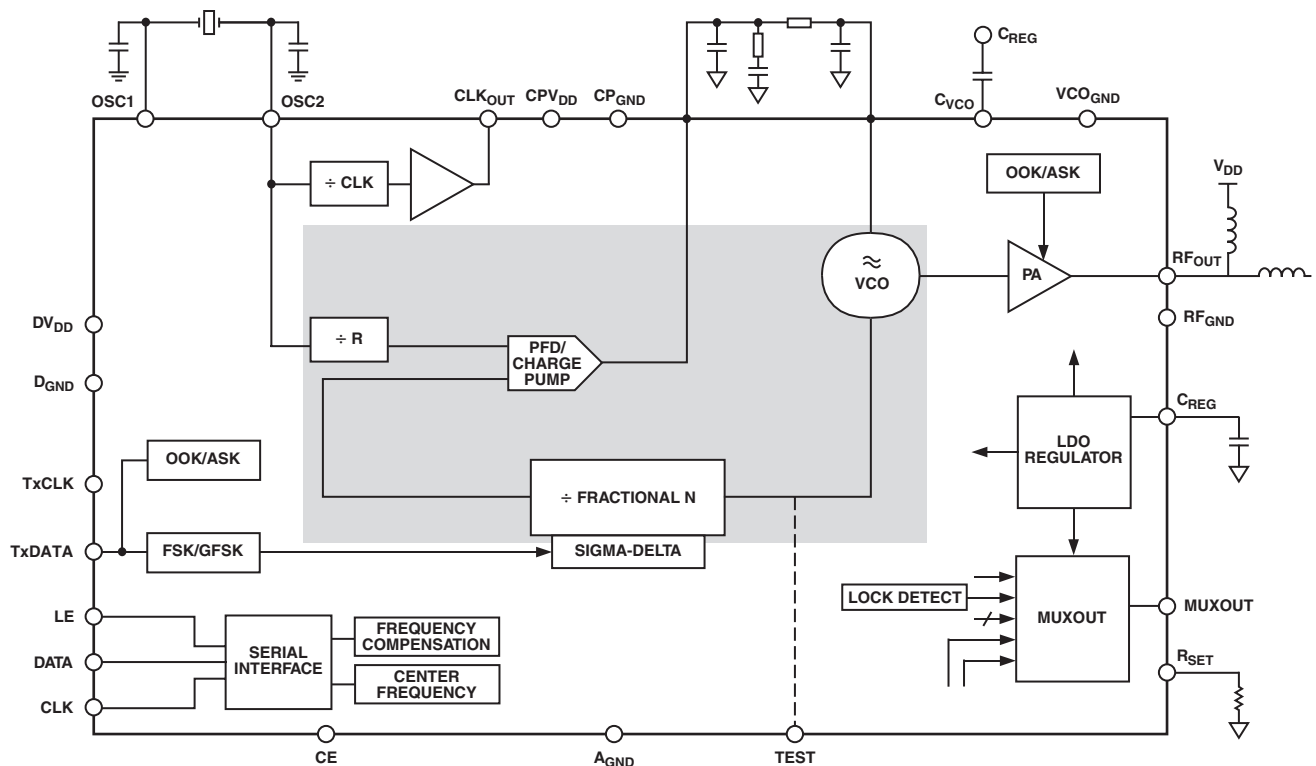 C_REG
OSC1
OSC2
CLK_OUT
CPV_DD
CP_GND
C_VCO
VCO_GND
÷ CLK
OOK/ASK
V_DD
≈
VCO
PA
RF_OUT
RF_GND
DV_DD
÷ R
PFD/
CHARGE
PUMP
D_GND
C_REG
LDO
REGULATOR
OOK/ASK
TxCLK
÷ FRACTIONAL N
TxDATA
FSK/GFSK
SIGMA-DELTA
LOCK DETECT
MUXOUT
MUXOUT
LE
DATA
CLK
SERIAL
INTERFACE
FREQUENCY
COMPENSATION
CENTER
FREQUENCY
R_SET
CE
A_GND
TEST